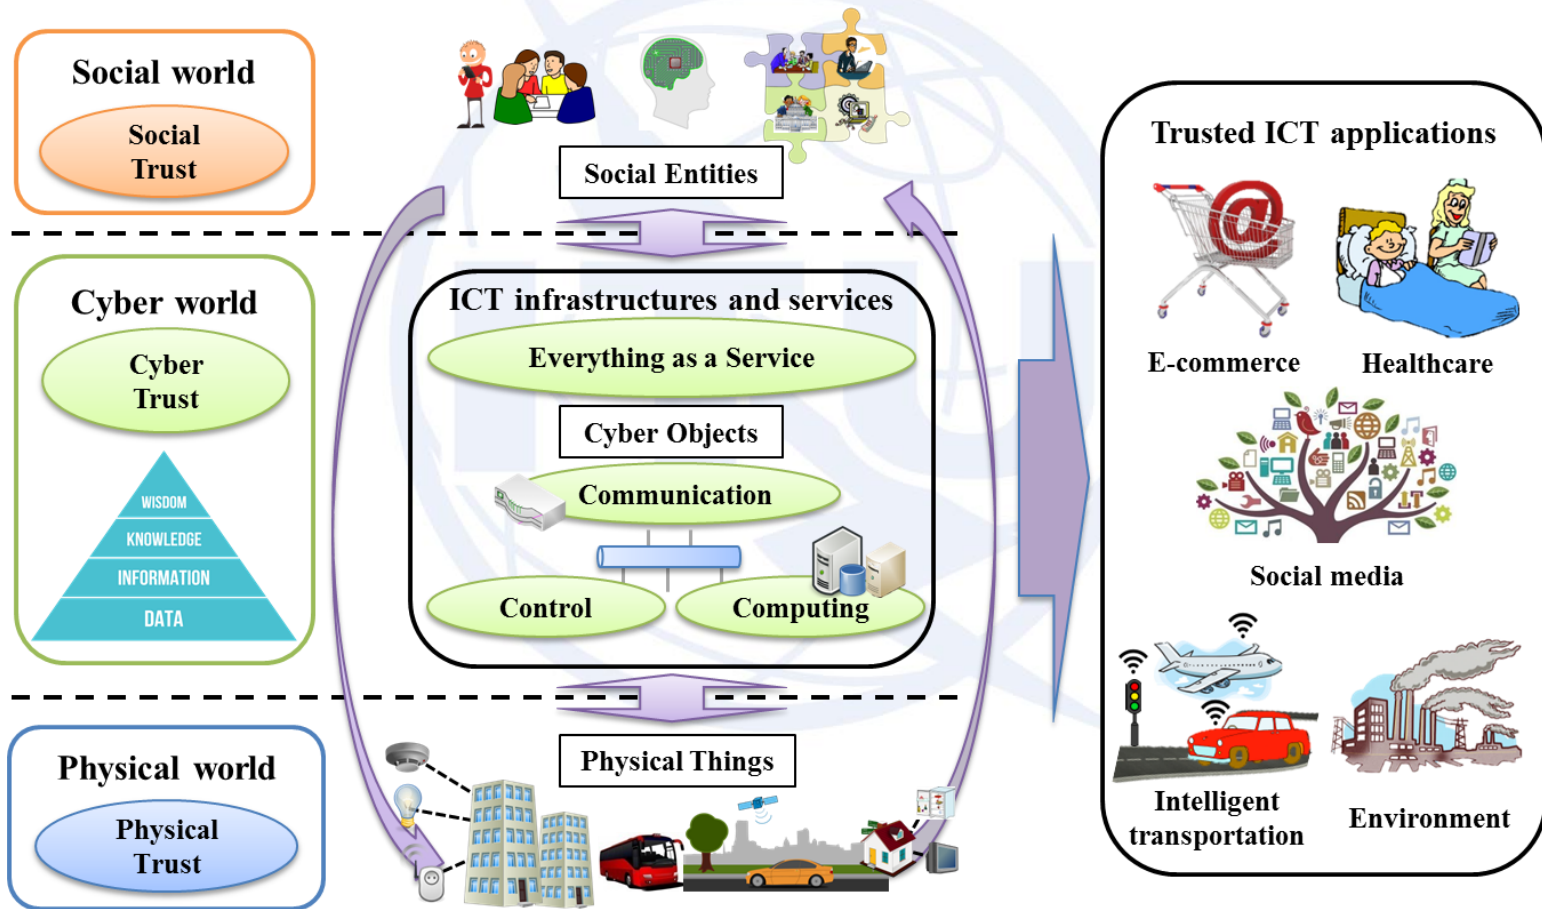 Social world
Social
Trust
Social Entities
Cyber world
Cyber
Trust
WISDOM
KNOWLEDGE
INFORMATION
DATA
ICT infrastructures and services
Everything as a Service
Cyber Objects
Communication
Control
Computing
Physical world
Physical
Trust
Physical Things
Trusted ICT applications
E-commerce
Healthcare
Social media
Intelligent
transportation
Environment
ITU